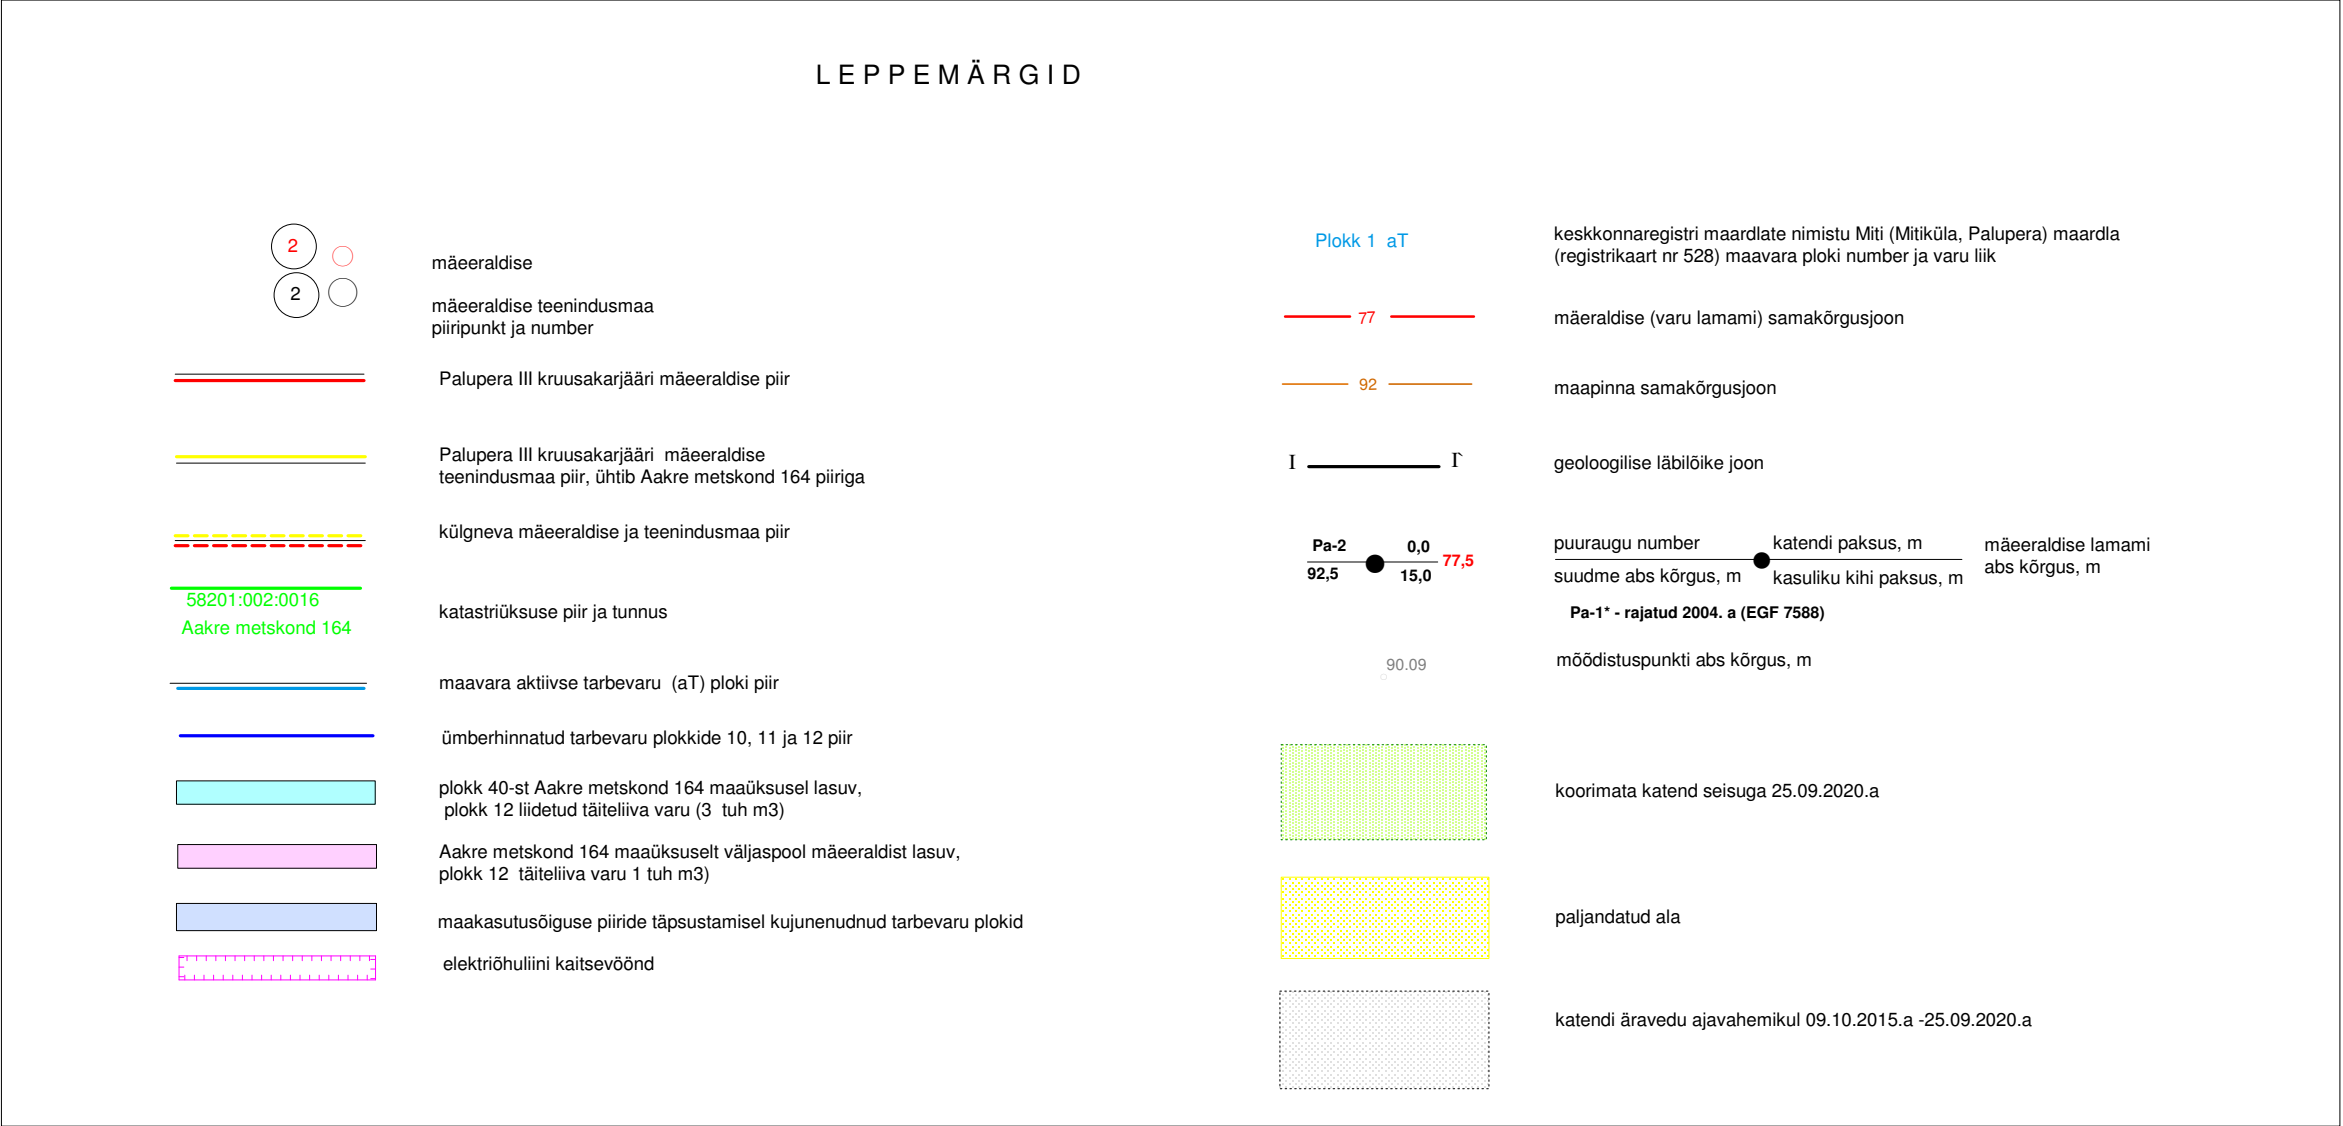 LEPPEMÄRGID
2
2
mäeeraldise
mäeeraldise teenindusmaa
piiripunkt ja number
Palupera III kruusakarjääri mäeeraldise piir
Palupera III kruusakarjääri mäeeraldise
teenindusmaa piir, ühtib Aakre metskond 164 piiriga
külgneva mäeeraldise ja teenindusmaa piir
58201:002:0016
Aakre metskond 164
katastriüksuse piir ja tunnus
maavara aktiivse tarbevaru (aT) ploki piir
ümberhinnatud tarbevaru plokkide 10, 11 ja 12 piir
plokk 40-st Aakre metskond 164 maaüksusel lasuv,
plokk 12 liidetud täiteliiva varu (3 tuh m3)
Aakre metskond 164 maaüksuselt väljaspool mäeeraldist lasuv,
plokk 12 täiteliiva varu 1 tuh m3)
maakasutusõiguse piiride täpsustamisel kujunenudnud tarbevaru plokid
elektriõhuliini kaitsevöönd
Plokk 1 aT
keskkonnaregistri maardlate nimistu Miti (Mitiküla, Palupera) maardla
(registrikaart nr 528) maavara ploki number ja varu liik
77
mäeraldise (varu lamami) samakõrgusjoon
92
maapinna samakõrgusjoon
I I`
geoloogilise läbilõike joon
Pa-2 0,0
77,5
92,5 15,0
puuraugu number katendi paksus, m
suudme abs kõrgus, m kasuliku kihi paksus, m
mäeeraldise lamami
abs kõrgus, m
Pa-1* - rajatud 2004. a (EGF 7588)
90.09
mõõdistuspunkti abs kõrgus, m
koorimata katend seisuga 25.09.2020.a
paljandatud ala
katendi äravedu ajavahemikul 09.10.2015.a -25.09.2020.a